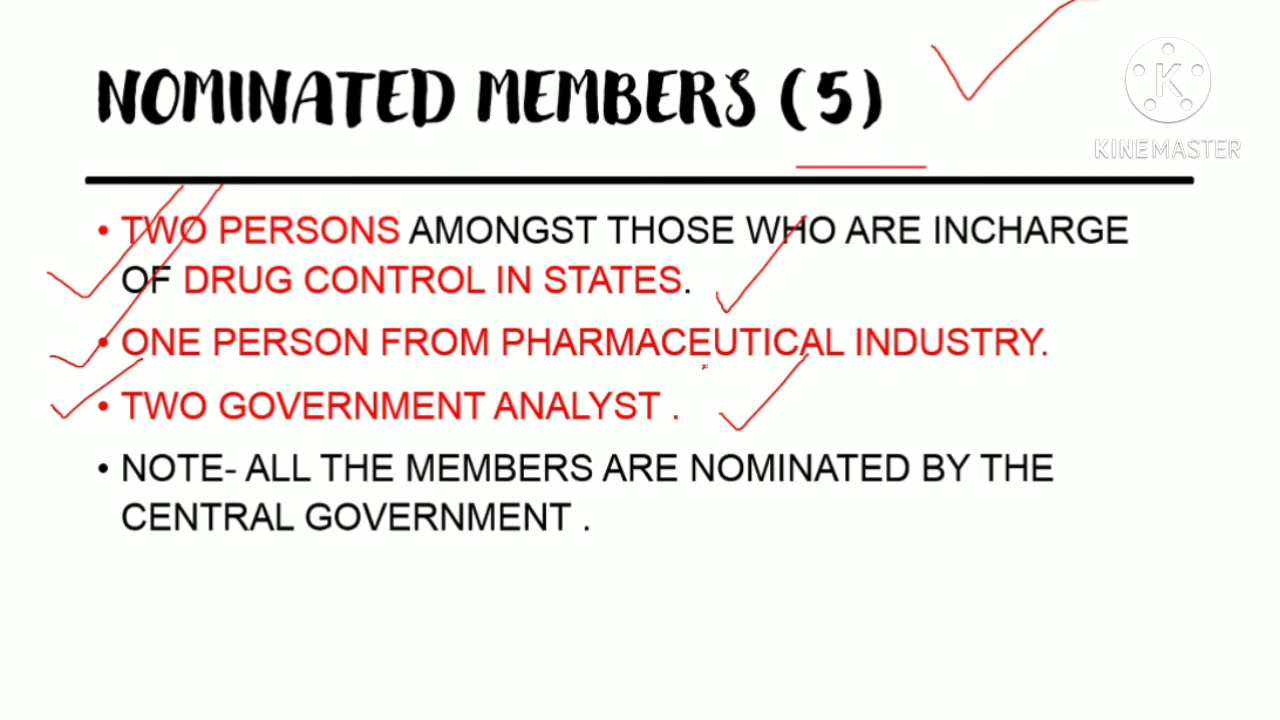 NOMINATED MEMBERS (5)
K
KINEMASTER
• TWO PERSONS AMONGST THOSE WHO ARE INCHARGE
OF DRUG CONTROL IN STATES.
• ONE PERSON FROM PHARMACEUTICAL INDUSTRY.
• TWO GOVERNMENT ANALYST .
• NOTE- ALL THE MEMBERS ARE NOMINATED BY THE
CENTRAL GOVERNMENT .